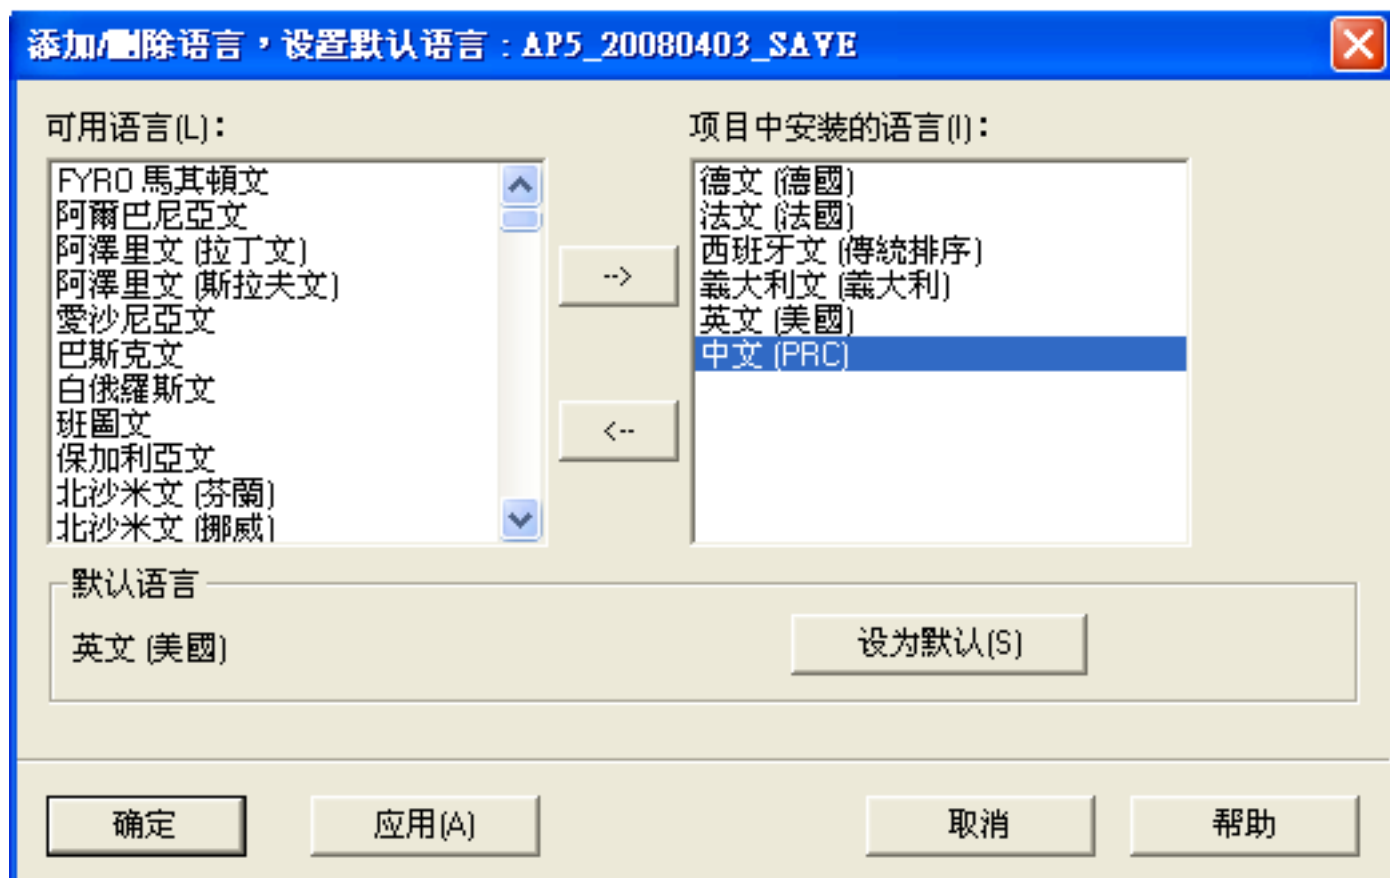 添加/删除语言，设置默认语言：AP5_20080403_SAVE
可用语言(L)：
FYRO 馬其頓文
阿爾巴尼亞文
阿澤里文 (拉丁文)
阿澤里文 (斯拉夫文)
愛沙尼亞文
巴斯克文
白俄羅斯文
班圖文
保加利亞文
北沙米文 (芬蘭)
北沙米文 (挪威)
-->
<--
项目中安装的语言(I)：
德文 (德國)
法文 (法國)
西班牙文 (傳統排序)
義大利文 (義大利)
英文 (美國)
中文 (PRC)
默认语言
英文 (美國)
设为默认(S)
确定
应用(A)
取消
帮助